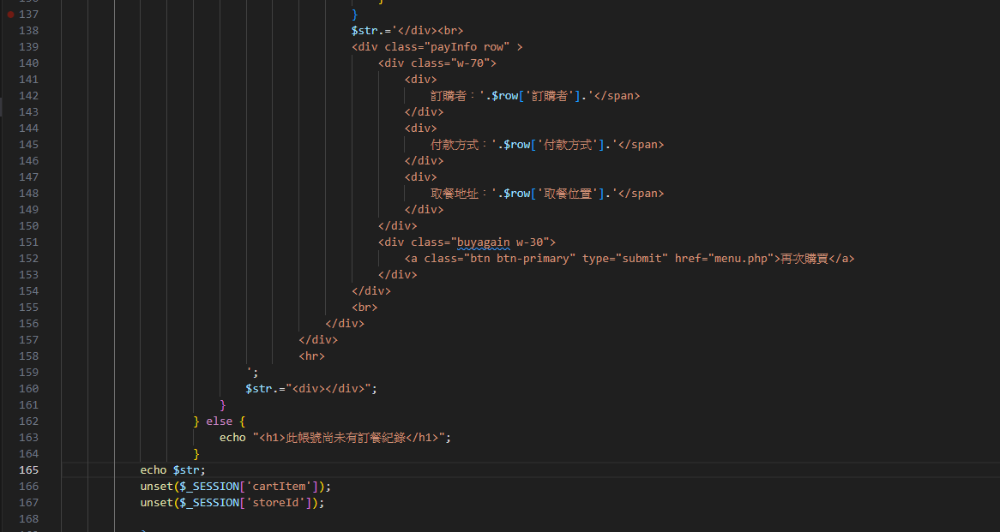 137 }
138 $str.='</div><br>
139 <div class="payInfo row" >
140 <div class="w-70">
141 <div>
142 訂購者：'.$row['訂購者'].'</span>
143 </div>
144 <div>
145 付款方式：'.$row['付款方式'].'</span>
146 </div>
147 <div>
148 取餐地址：'.$row['取餐位置'].'</span>
149 </div>
150 </div>
151 <div class="buyagain w-30">
152 <a class="btn btn-primary" type="submit" href="menu.php">再次購買</a>
153 </div>
154 </div>
155 <br>
156 </div>
157 </div>
158 <hr>
159 ';
160 $str.="<div></div>";
161 }
162 } else {
163 echo "<h1>此帳號尚未有訂餐紀錄</h1>";
164 }
165 echo $str;
166 unset($_SESSION['cartItem']);
167 unset($_SESSION['storeId']);
168